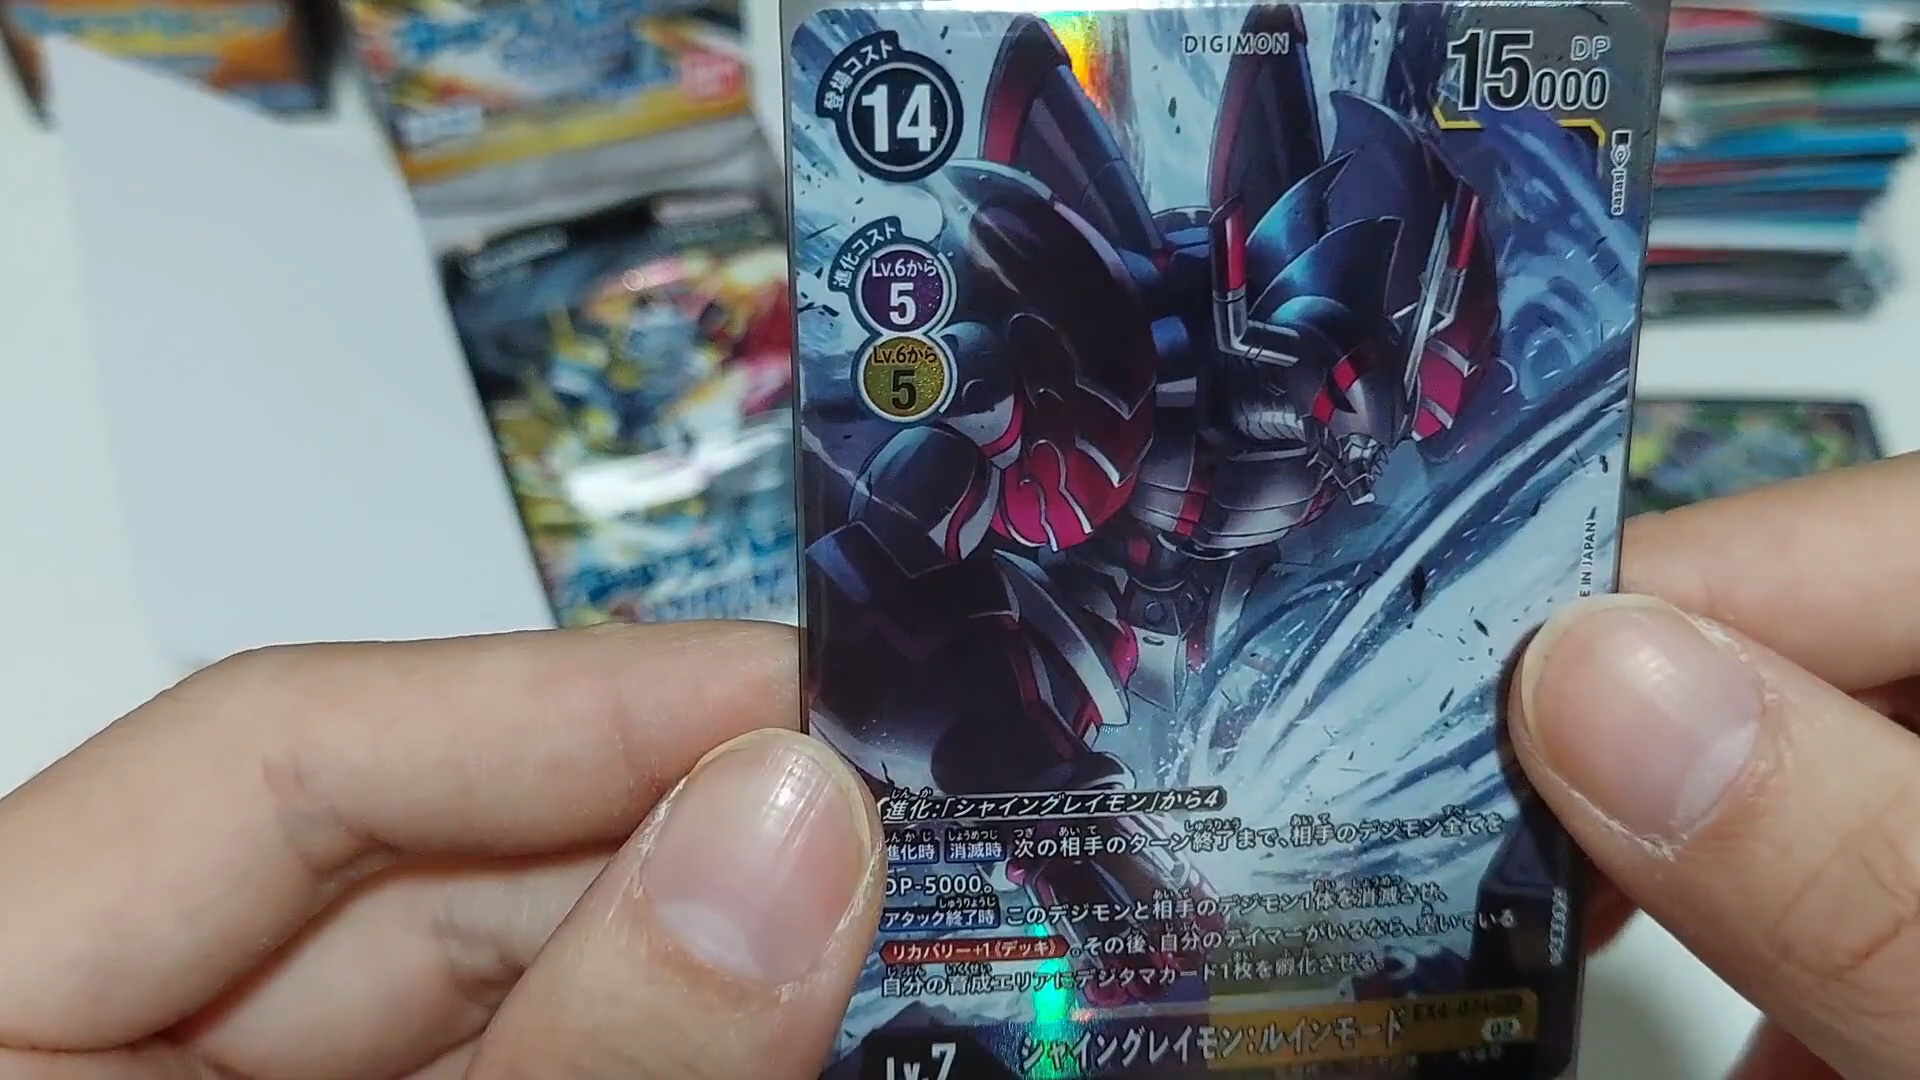 DIGIMON
登場コスト
14
15000
DP
sasasi
進化コスト
Lv.6から
5
Lv.6から
5
E IN JAPAN
進化:「シャイングレイモン」から4
進化時 消滅時 次の相手のターン終了まで、相手のデジモン全てを
DP-5000。
アタック終了時 このデジモンと相手のデジモン1体を消滅させ、
リカバリー+1《デッキ》。その後、自分のテイマーがいるなら、空いている
自分の育成エリアにデジタマカード1枚を孵化させる。
シャイングレイモン:ルインモード
Lv.7